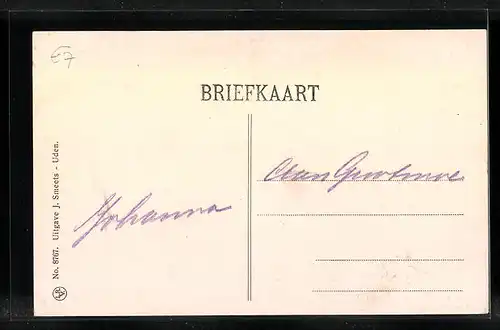 E7
BRIEFKAART
Johanna
No. 8767. Uitgave J. Smeets - Uden.